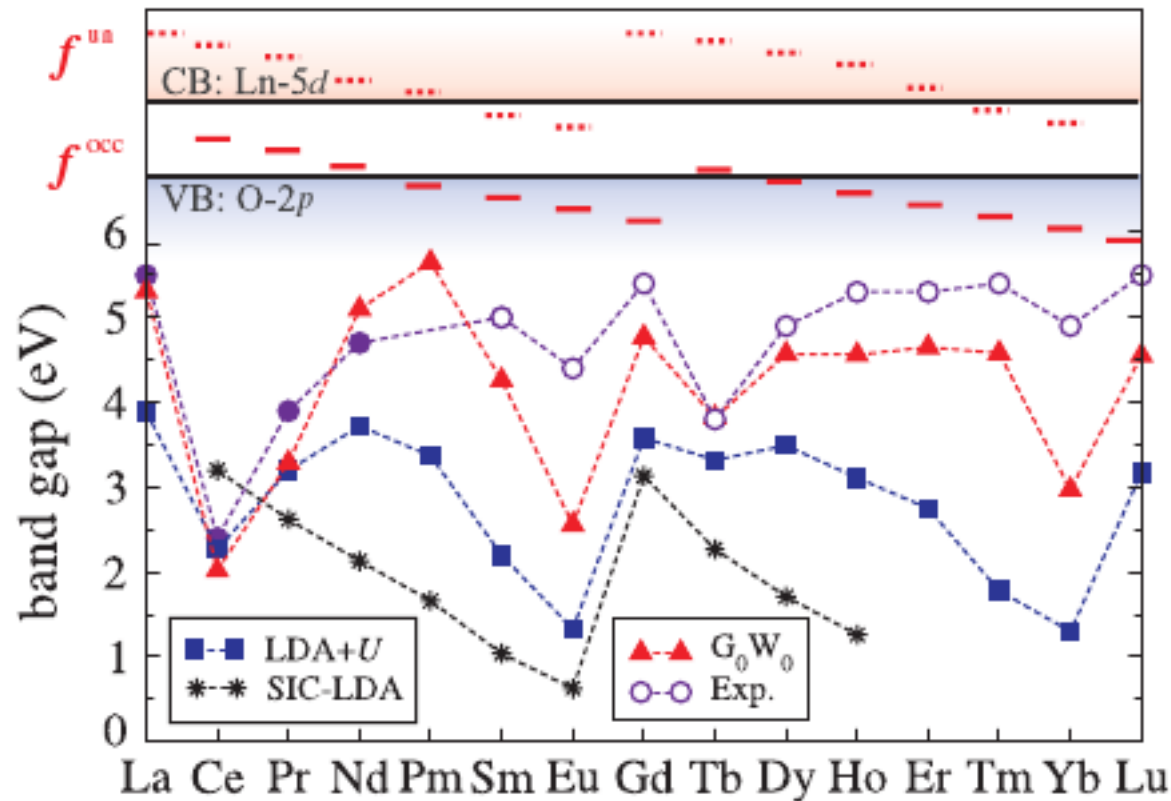 f^un
CB: Ln-5d
f^occ
VB: O-2p
6
5
4
3
2
1
0
band gap (eV)
LDA+U
SIC-LDA
G₀W₀
Exp.
La Ce Pr Nd Pm Sm Eu Gd Tb Dy Ho Er Tm Yb Lu